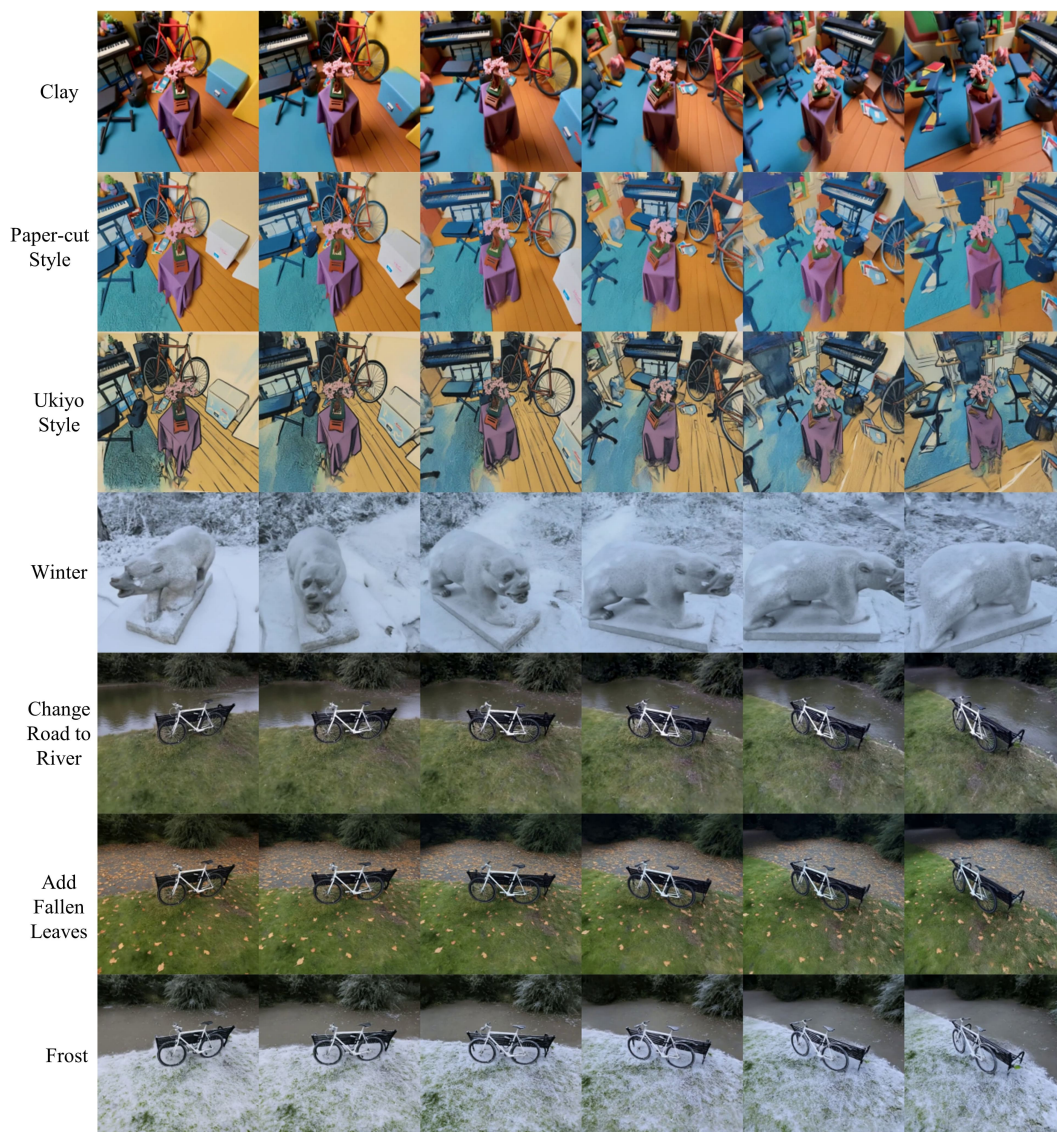 Clay
Paper-cut
Style
Ukiyo
Style
Winter
Change
Road to
River
Add
Fallen
Leaves
Frost